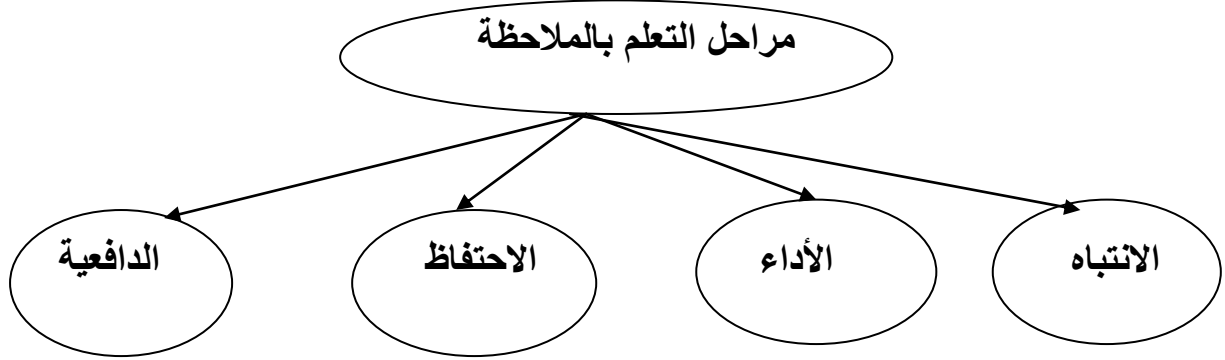 مراحل التعلم بالملاحظة
الانتباه
الأداء
الاحتفاظ
الدافعية